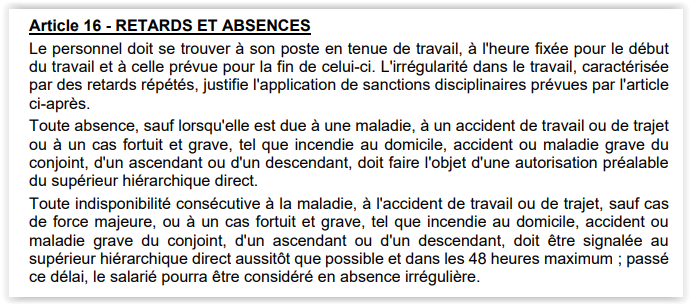 Article 16 - RETARDS ET ABSENCES
Le personnel doit se trouver à son poste en tenue de travail, à l'heure fixée pour le début
du travail et à celle prévue pour la fin de celui-ci. L'irrégularité dans le travail, caractérisée
par des retards répétés, justifie l'application de sanctions disciplinaires prévues par l'article
ci-après.
Toute absence, sauf lorsqu'elle est due à une maladie, à un accident de travail ou de trajet
ou à un cas fortuit et grave, tel que incendie au domicile, accident ou maladie grave du
conjoint, d'un ascendant ou d'un descendant, doit faire l'objet d'une autorisation préalable
du supérieur hiérarchique direct.
Toute indisponibilité consécutive à la maladie, à l'accident de travail ou de trajet, sauf cas
de force majeure, ou à un cas fortuit et grave, tel que incendie au domicile, accident ou
maladie grave du conjoint, d'un ascendant ou d'un descendant, doit être signalée au
supérieur hiérarchique direct aussitôt que possible et dans les 48 heures maximum ; passé
ce délai, le salarié pourra être considéré en absence irrégulière.